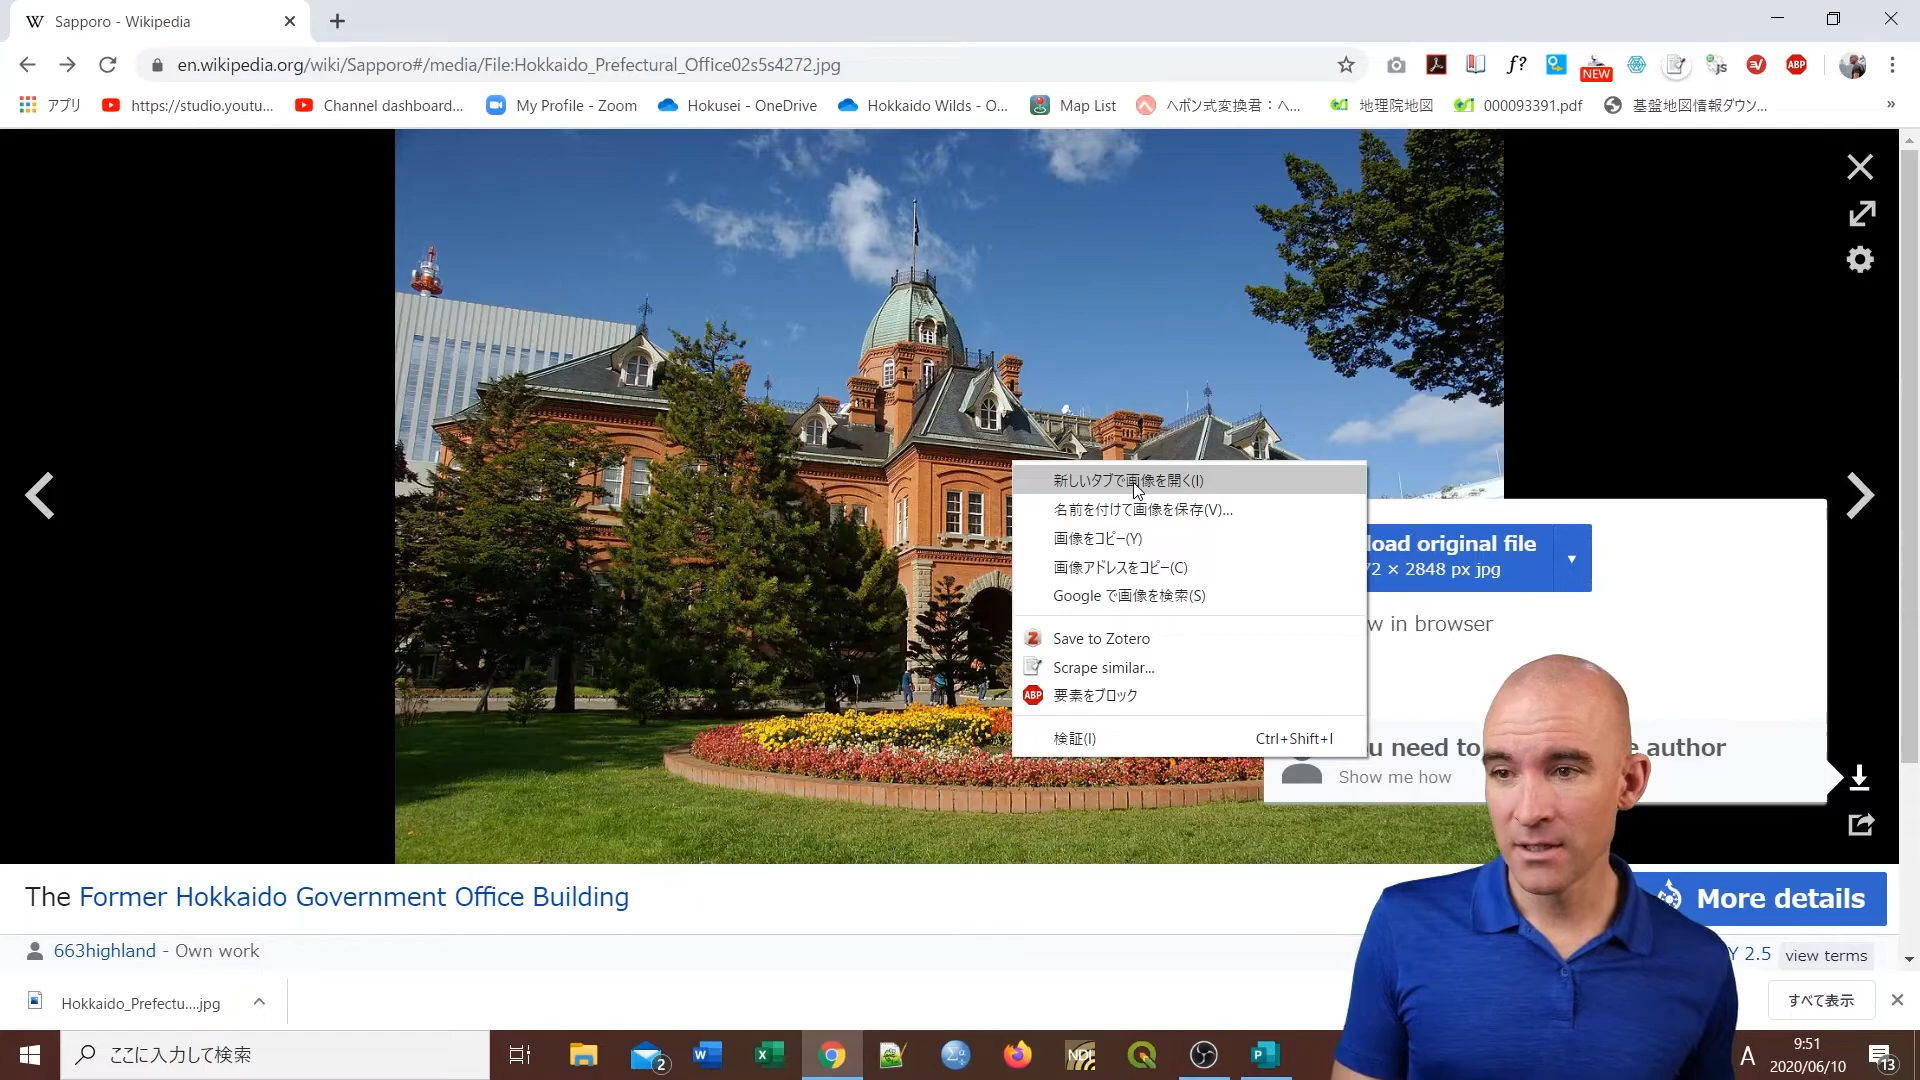 Sapporo - Wikipedia
en.wikipedia.org/wiki/Sapporo#/media/File:Hokkaido_Prefectural_Office02s5s4272.jpg
f?
NEW
js
ABP
アプリ
https://studio.youtu...
Channel dashboard...
My Profile - Zoom
Hokusei - OneDrive
Hokkaido Wilds - O...
Map List
ヘボン式変換君：ヘ...
地理院地図
000093391.pdf
基盤地図情報ダウン...
»
新しいタブで画像を開く(I)
名前を付けて画像を保存(V)...
画像をコピー(Y)
画像アドレスをコピー(C)
Google で画像を検索(S)
Save to Zotero
Scrape similar...
ABP
要素をブロック
検証(I)
Ctrl+Shift+I
load original file
72 × 2848 px jpg
w in browser
u need to
e author
Show me how
The Former Hokkaido Government Office Building
More details
663highland - Own work
Y 2.5
view terms
Hokkaido_Prefectu....jpg
すべて表示
ここに入力して検索
2
NDL
A
9:51
2020/06/10
13